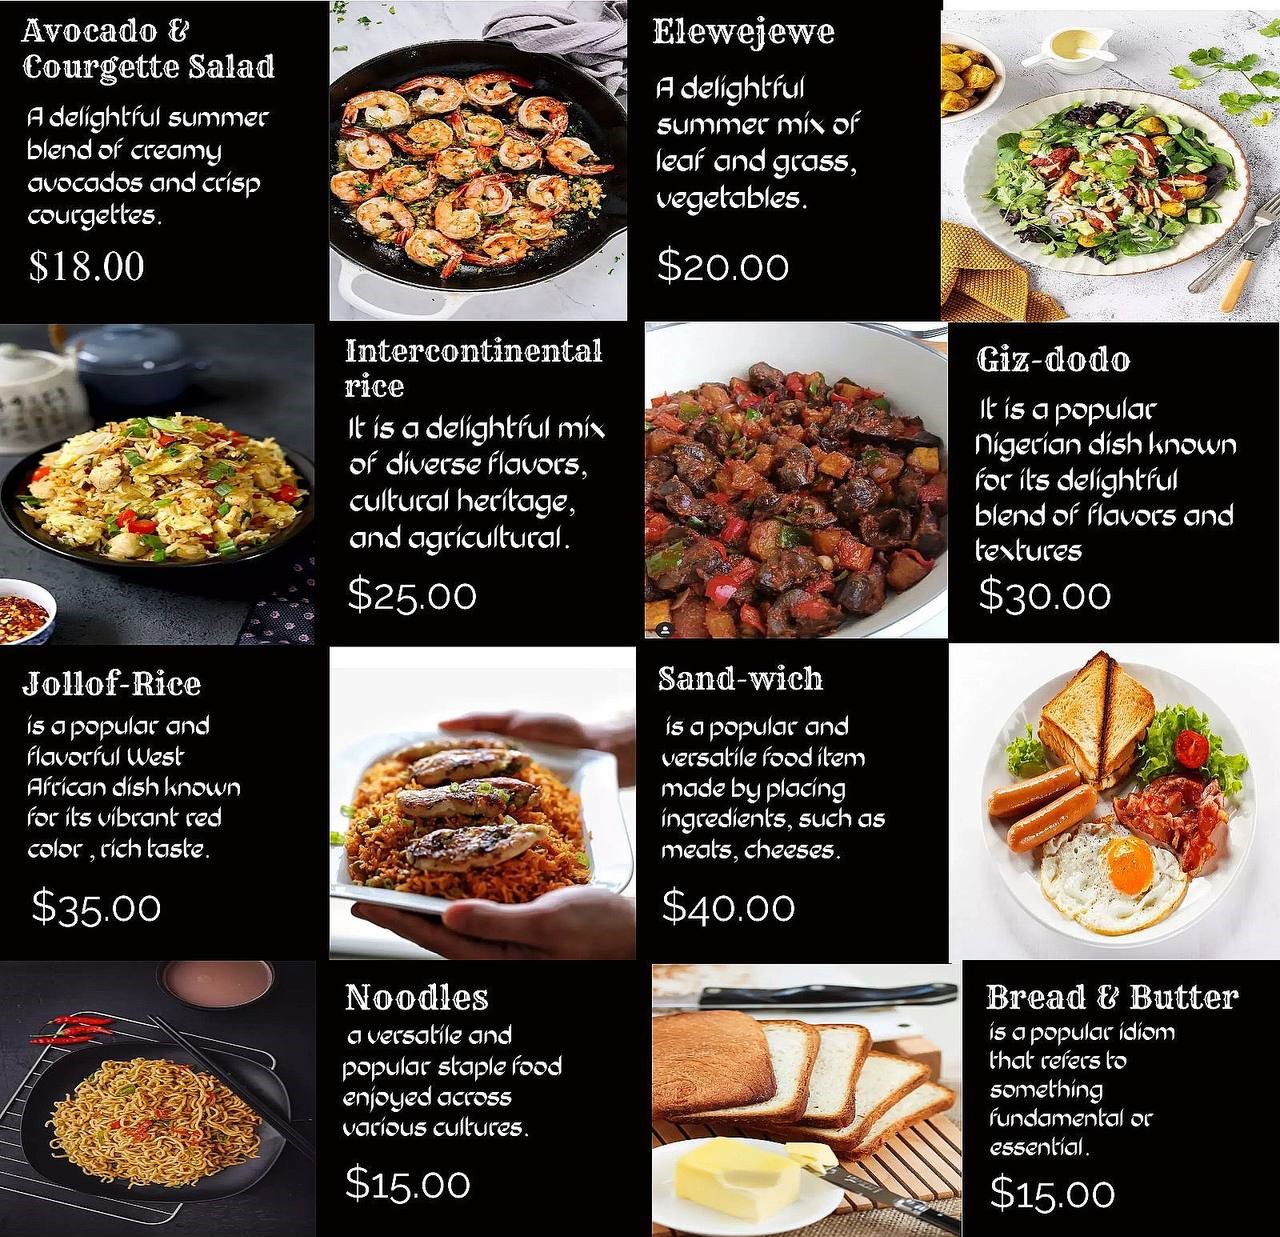 Avocado &
Courgette Salad
A delightful summer
blend of creamy
avocados and crisp
courgettes.
$18.00
Elewejewe
A delightful
summer mix of
leaf and grass,
vegetables.
$20.00
Intercontinental
rice
It is a delightful mix
of diverse flavors,
cultural heritage,
and agricultural.
$25.00
Giz-dodo
It is a popular
Nigerian dish known
for its delightful
blend of flavors and
textures
$30.00
Jollof-Rice
is a popular and
flavorful West
African dish known
for its vibrant red
color , rich taste.
$35.00
Sand-wich
is a popular and
versatile food item
made by placing
ingredients, such as
meats, cheeses.
$40.00
Noodles
a versatile and
popular staple food
enjoyed across
various cultures.
$15.00
Bread & Butter
is a popular idiom
that refers to
something
fundamental or
essential.
$15.00